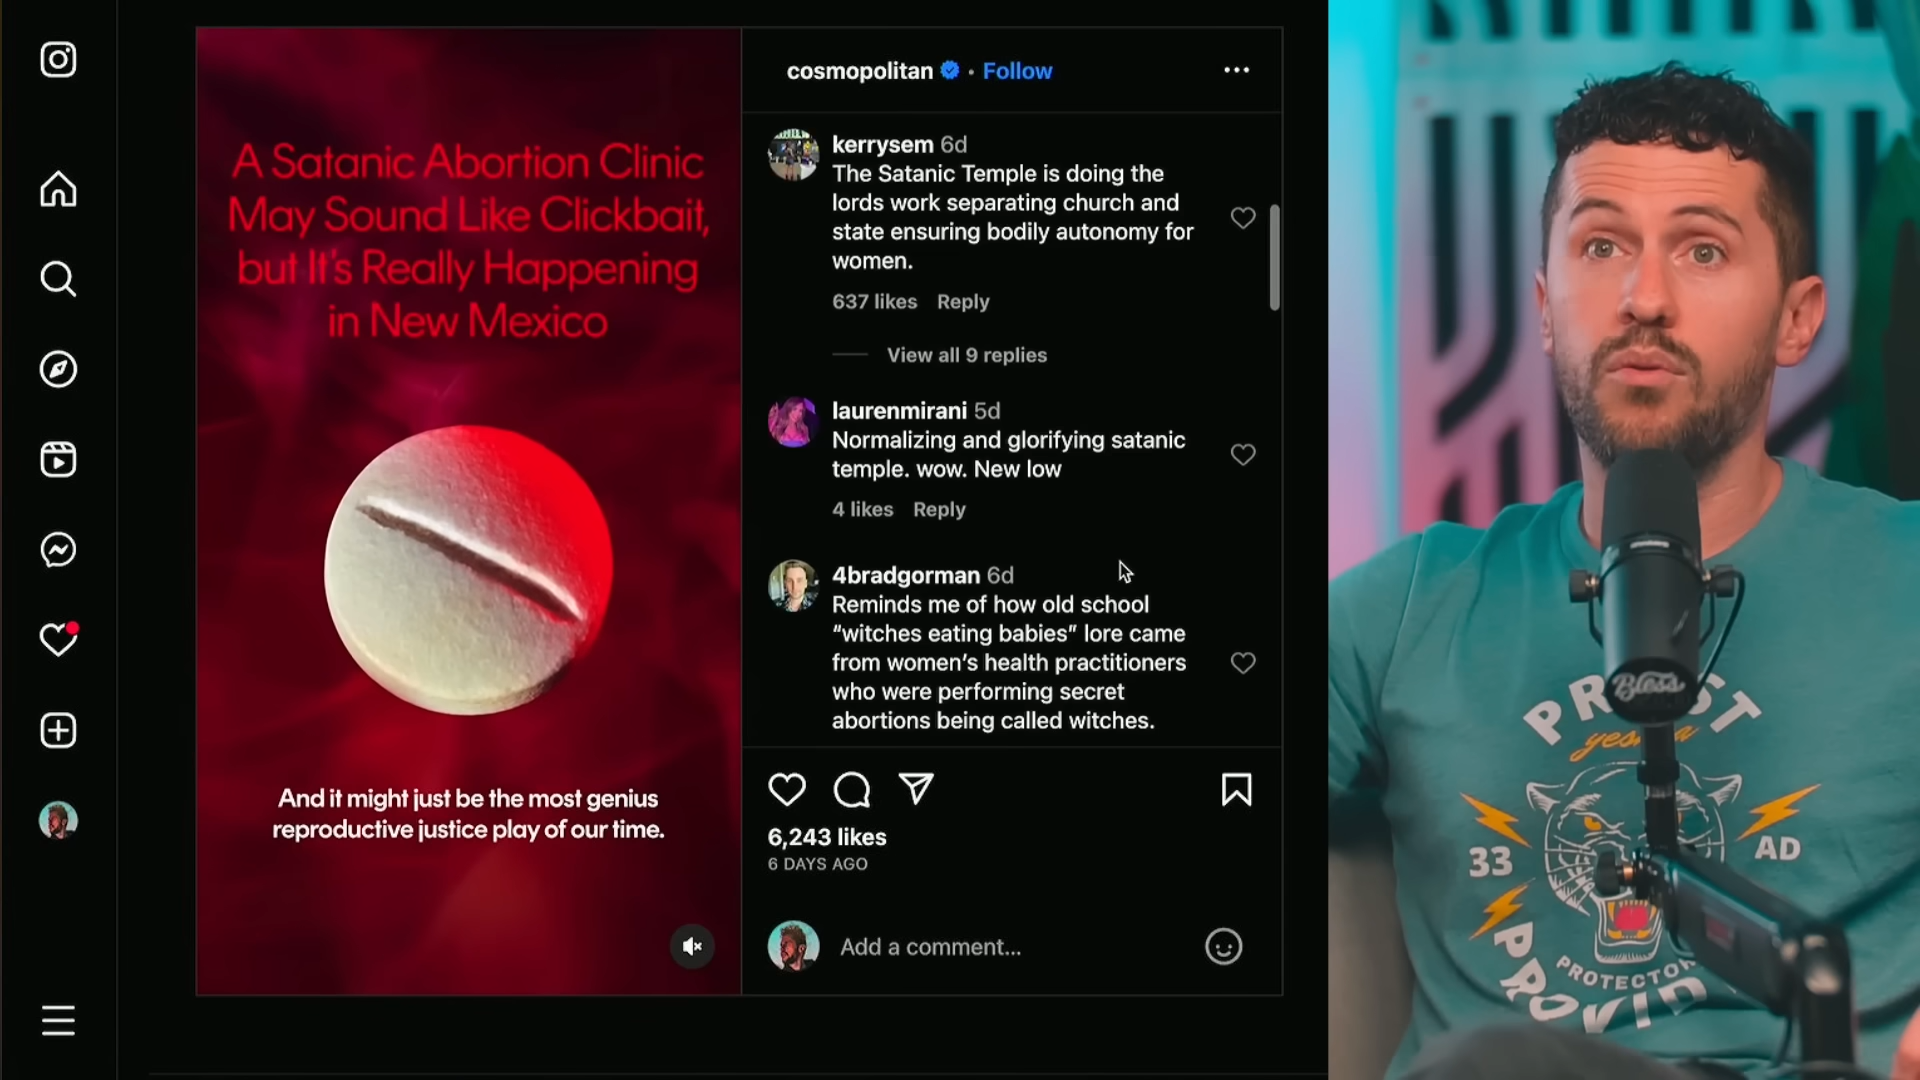 A Satanic Abortion Clinic
May Sound Like Clickbait,
but It's Really Happening
in New Mexico
And it might just be the most genius
reproductive justice play of our time.
cosmopolitan • Follow
kerrysem 6d
The Satanic Temple is doing the
lords work separating church and
state ensuring bodily autonomy for
women.
637 likes Reply
View all 9 replies
laurenmirani 5d
Normalizing and glorifying satanic
temple. wow. New low
4 likes Reply
4bradgorman 6d
Reminds me of how old school
“witches eating babies” lore came
from women’s health practitioners
who were performing secret
abortions being called witches.
6,243 likes
6 DAYS AGO
Add a comment...
Bless
33 AD
PROTECTOR